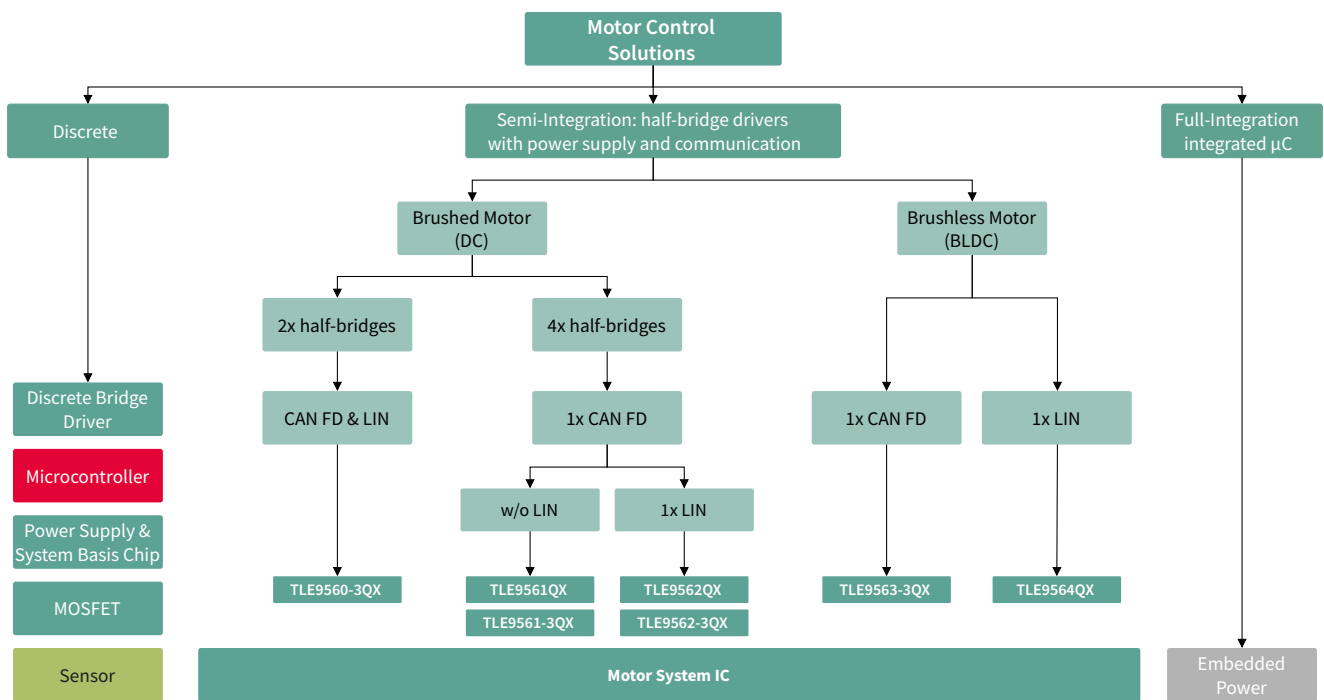 Motor Control
Solutions
Discrete
Semi-Integration: half-bridge drivers
with power supply and communication
Full-Integration
integrated µC
Brushed Motor
(DC)
Brushless Motor
(BLDC)
2x half-bridges
4x half-bridges
Discrete Bridge
Driver
CAN FD & LIN
1x CAN FD
1x CAN FD
1x LIN
Microcontroller
w/o LIN
1x LIN
Power Supply &
System Basis Chip
TLE9560-3QX
TLE9561QX
TLE9562QX
TLE9563-3QX
TLE9564QX
MOSFET
TLE9561-3QX
TLE9562-3QX
Sensor
Motor System IC
Embedded
Power